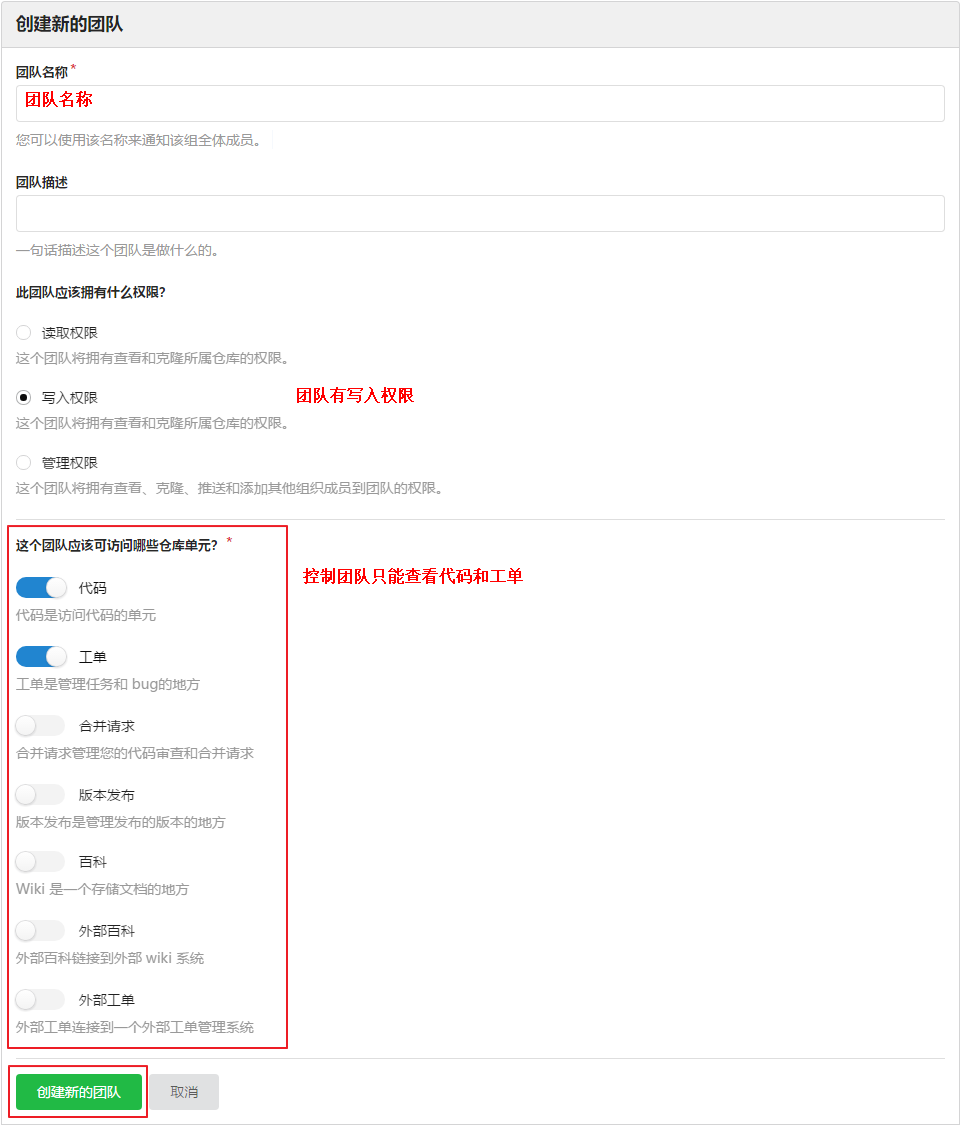 创建新的团队
团队名称*
团队名称
您可以使用该名称来通知该组全体成员。
团队描述
一句话描述这个团队是做什么的。
此团队应该拥有什么权限?
读取权限
这个团队将拥有查看和克隆所属仓库的权限。
写入权限 团队有写入权限
这个团队将拥有查看和克隆所属仓库的权限。
管理权限
这个团队将拥有查看、克隆、推送和添加其他组织成员到团队的权限。
这个团队应该可访问哪些仓库单元? *
代码 控制团队只能查看代码和工单
代码是访问代码的单元
工单
工单是管理任务和 bug的地方
合并请求
合并请求管理您的代码审查和合并请求
版本发布
版本发布是管理发布的版本的地方
百科
Wiki 是一个存储文档的地方
外部百科
外部百科链接到外部 wiki 系统
外部工单
外部工单连接到一个外部工单管理系统
创建新的团队 取消